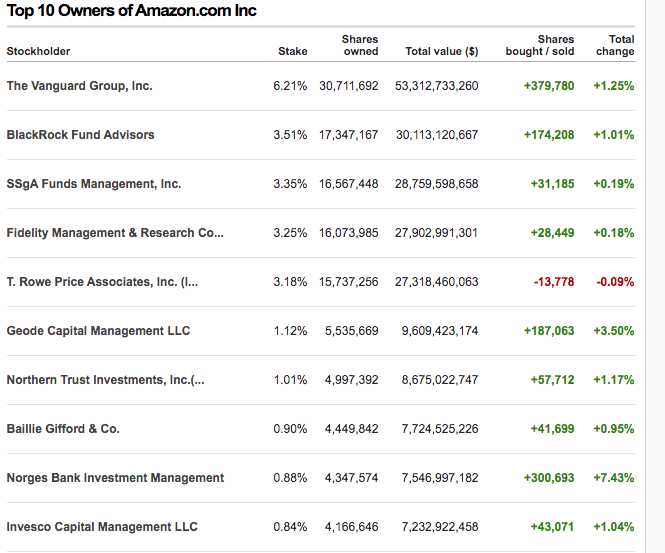 Top 10 Owners of Amazon.com Inc
Shares Shares Total
Stockholder Stake owned Total value ($) bought / sold change
The Vanguard Group, Inc. 6.21% 30,711,692 53,312,733,260 +379,780 +1.25%
BlackRock Fund Advisors 3.51% 17,347,167 30,113,120,667 +174,208 +1.01%
SSgA Funds Management, Inc. 3.35% 16,567,448 28,759,598,658 +31,185 +0.19%
Fidelity Management & Research Co... 3.25% 16,073,985 27,902,991,301 +28,449 +0.18%
T. Rowe Price Associates, Inc. (I... 3.18% 15,737,256 27,318,460,063 -13,778 -0.09%
Geode Capital Management LLC 1.12% 5,535,669 9,609,423,174 +187,063 +3.50%
Northern Trust Investments, Inc.(... 1.01% 4,997,392 8,675,022,747 +57,712 +1.17%
Baillie Gifford & Co. 0.90% 4,449,842 7,724,525,226 +41,699 +0.95%
Norges Bank Investment Management 0.88% 4,347,574 7,546,997,182 +300,693 +7.43%
Invesco Capital Management LLC 0.84% 4,166,646 7,232,922,458 +43,071 +1.04%